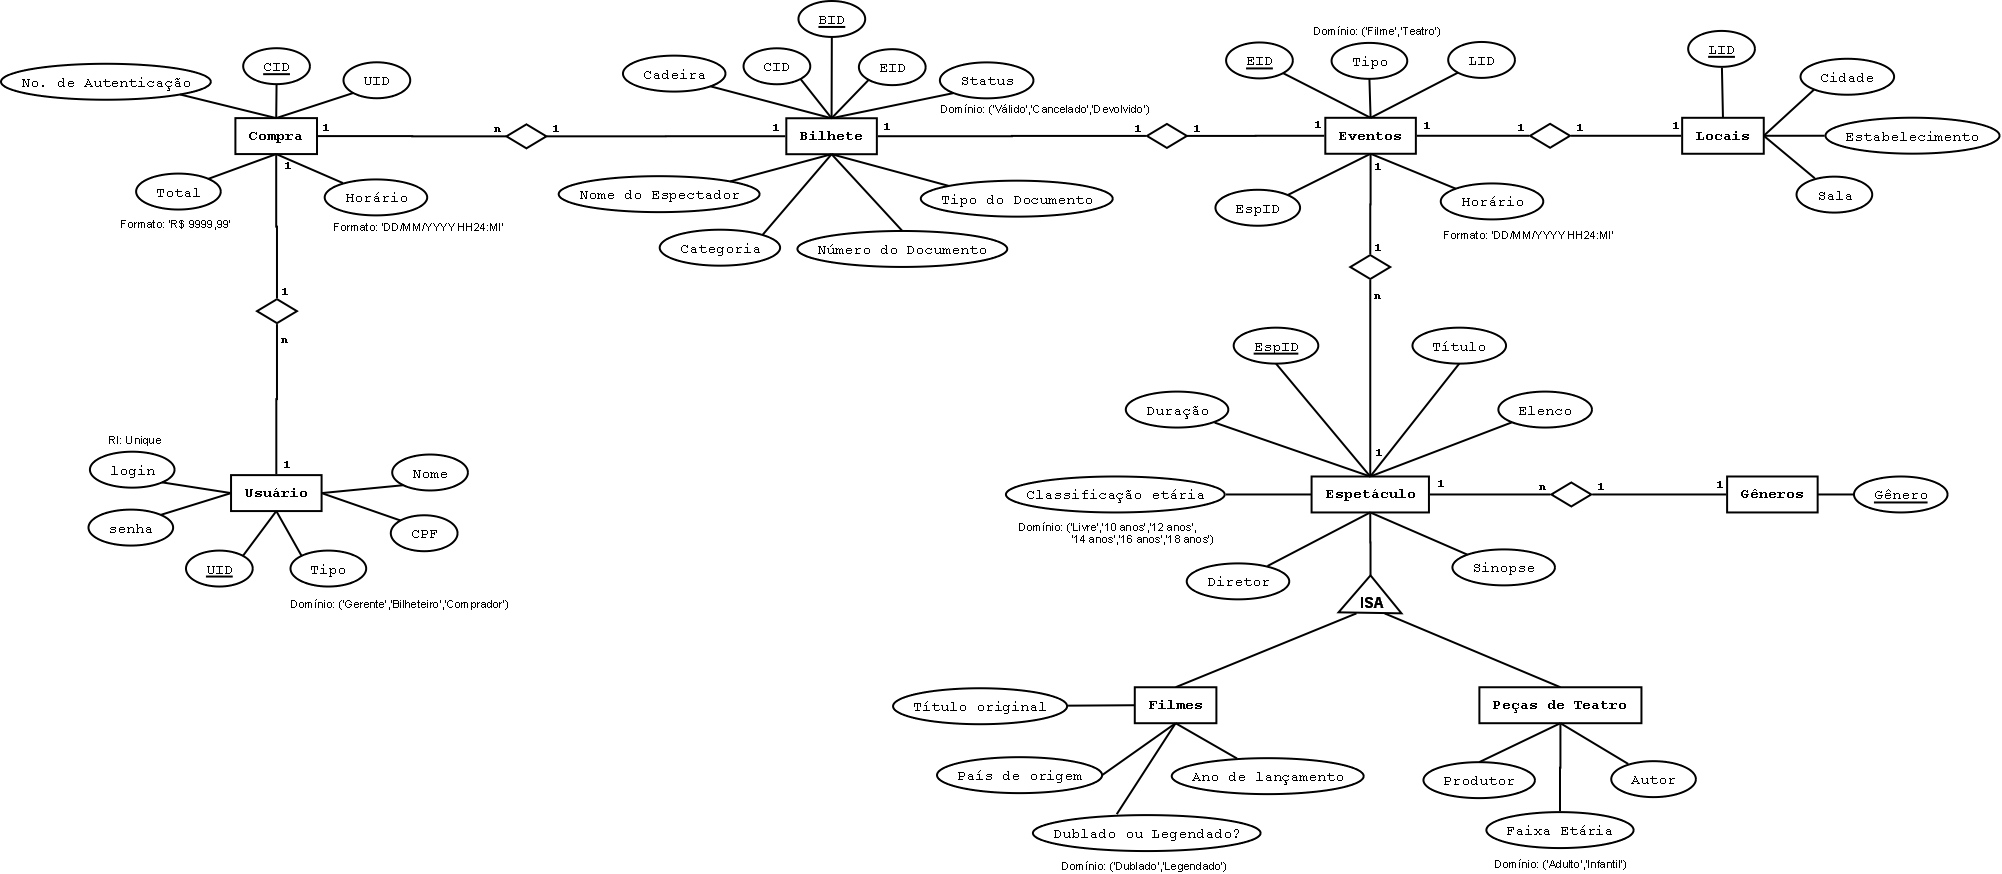 BID
Domínio: ('Filme','Teatro')
CID
UID
No. de Autenticação
Cadeira
CID
EID
Status
Domínio: ('Válido','Cancelado','Devolvido')
EID
Tipo
LID
LID
Cidade
Estabelecimento
Sala
Compra
1
n
1
1
Bilhete
1
1
1
1
Eventos
1
1
1
1
Locais
1
Total
Formato: 'R$ 9999,99'
Horário
Formato: 'DD/MM/YYYY HH24:MI'
Nome do Espectador
Categoria
Número do Documento
Tipo do Documento
1
EspID
Horário
Formato: 'DD/MM/YYYY HH24:MI'
1
n
1
n
EspID
Título
Duração
Elenco
RI: Unique
login
senha
1
Usuário
Nome
CPF
UID
Tipo
Domínio: ('Gerente','Bilheteiro','Comprador')
1
Classificação etária
Domínio: ('Livre','10 anos','12 anos',
'14 anos','16 anos','18 anos')
Espetáculo
1
n
1
1
Gêneros
Gênero
Diretor
Sinopse
ISA
Título original
Filmes
Peças de Teatro
País de origem
Ano de lançamento
Dublado ou Legendado?
Domínio: ('Dublado','Legendado')
Produtor
Autor
Faixa Etária
Domínio: ('Adulto','Infantil')